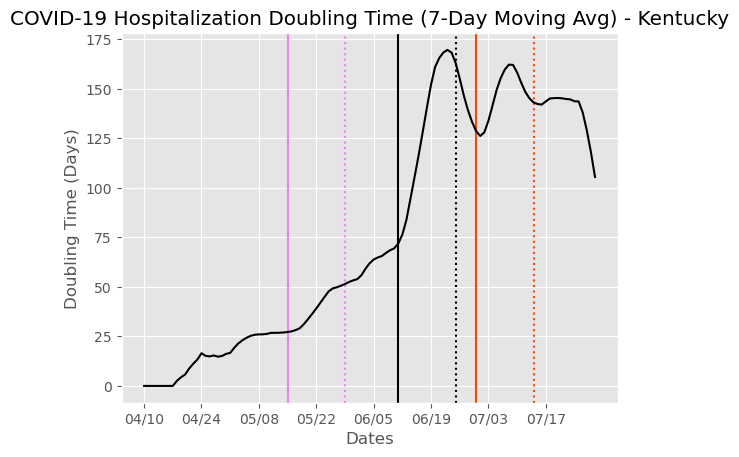 COVID-19 Hospitalization Doubling Time (7-Day Moving Avg) - Kentucky
175
150
125
100
75
50
25
0
Doubling Time (Days)
04/10 04/24 05/08 05/22 06/05 06/19 07/03 07/17
Dates